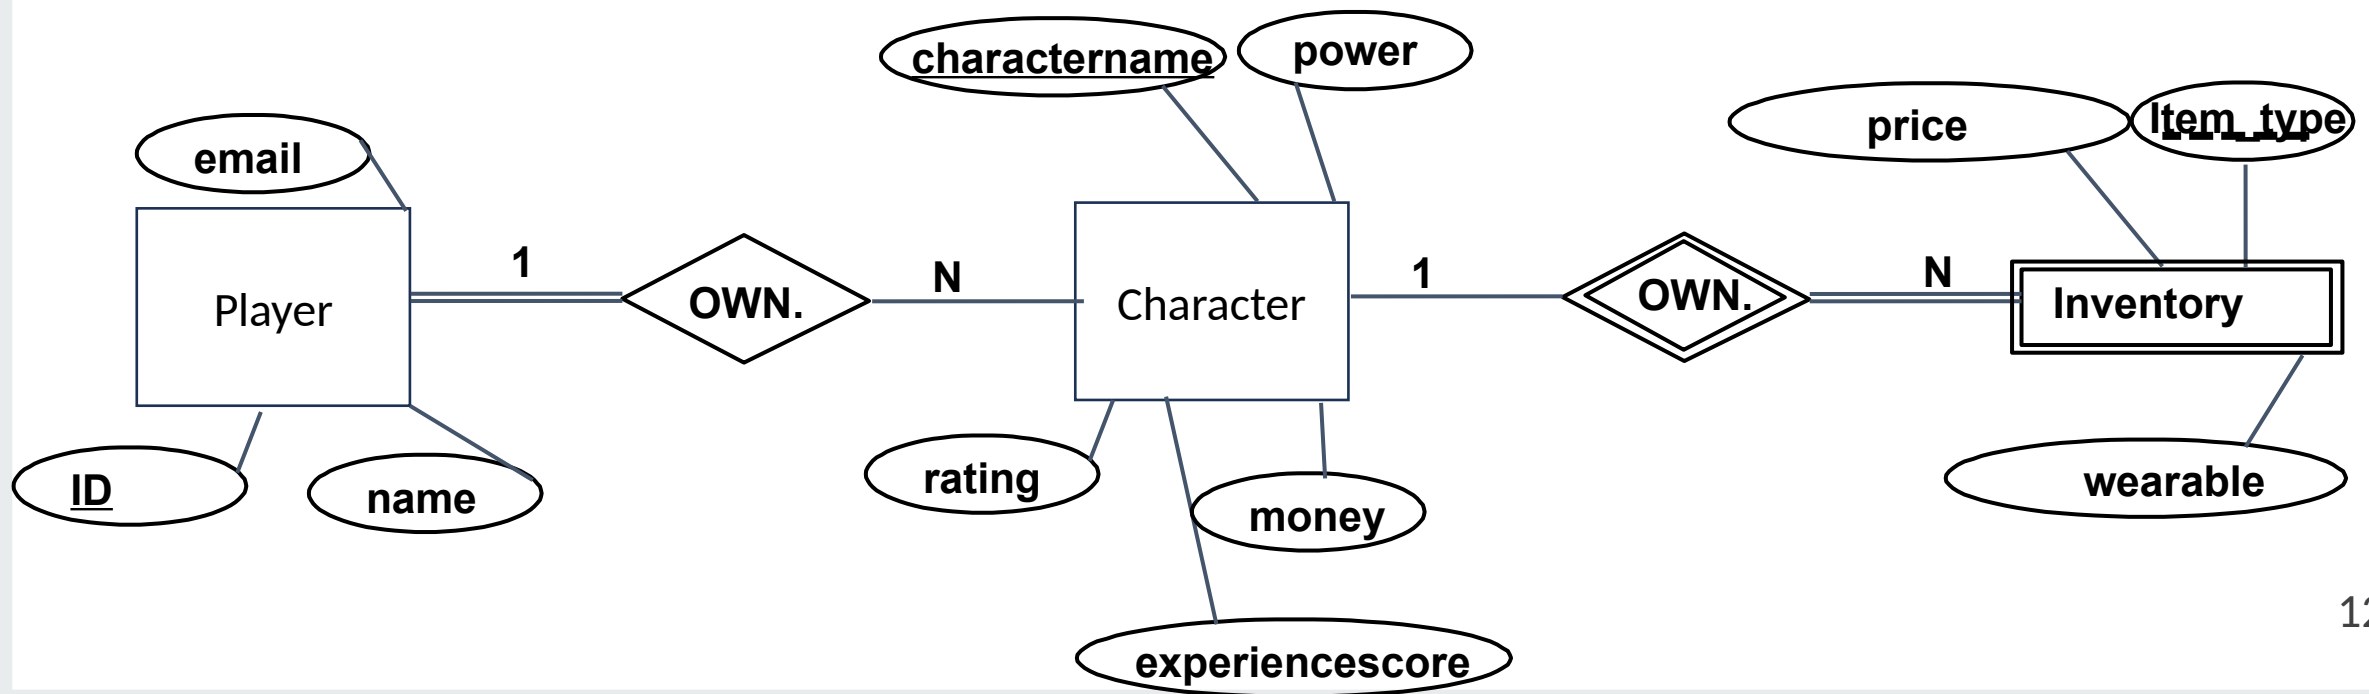 charactername
power
email
price
Item_type
Player
1
OWN.
N
Character
1
OWN.
N
Inventory
ID
name
rating
money
wearable
experiencescore